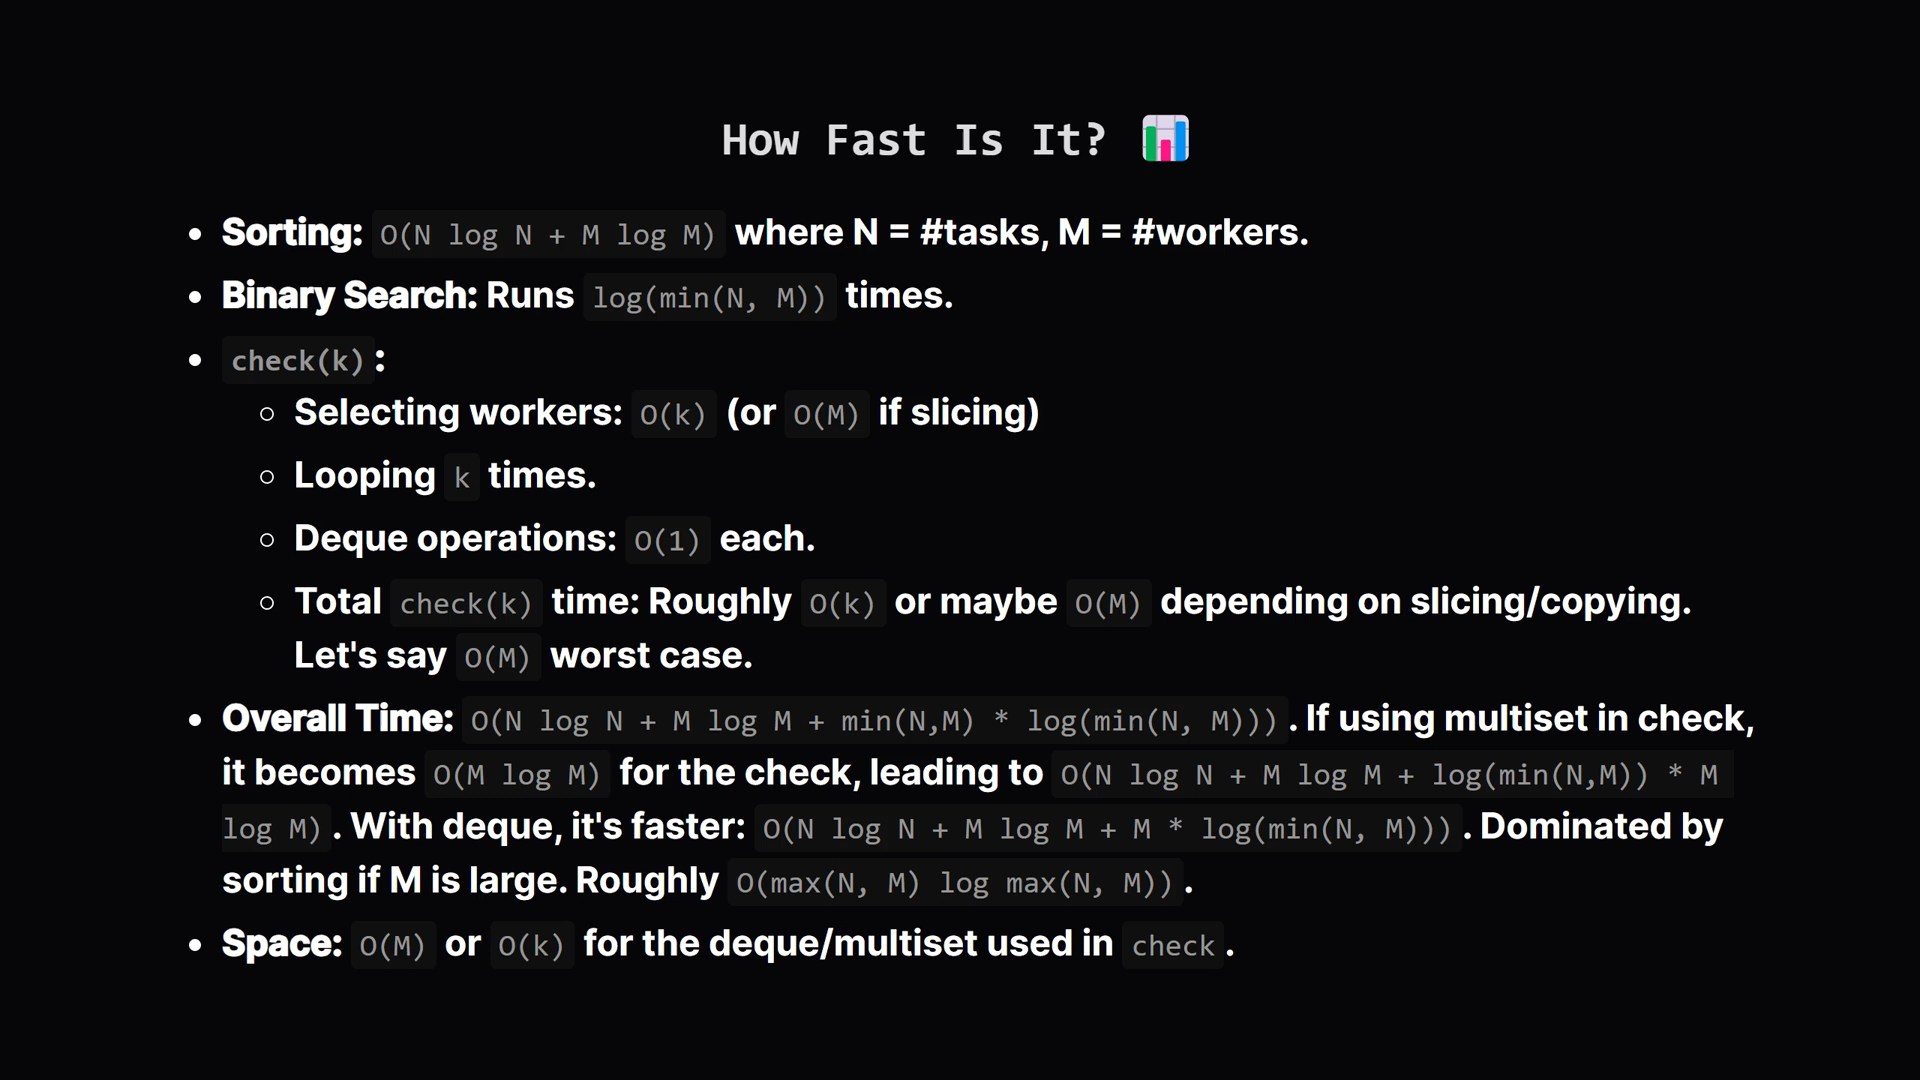 How Fast Is It? 📊
• Sorting: O(N log N + M log M) where N = #tasks, M = #workers.
• Binary Search: Runs log(min(N, M)) times.
• check(k):
○ Selecting workers: O(k) (or O(M) if slicing)
○ Looping k times.
○ Deque operations: O(1) each.
○ Total check(k) time: Roughly O(k) or maybe O(M) depending on slicing/copying.
Let's say O(M) worst case.
• Overall Time: O(N log N + M log M + min(N,M) * log(min(N, M))). If using multiset in check,
it becomes O(M log M) for the check, leading to O(N log N + M log M + log(min(N,M)) * M
log M). With deque, it's faster: O(N log N + M log M + M * log(min(N, M))). Dominated by
sorting if M is large. Roughly O(max(N, M) log max(N, M)).
• Space: O(M) or O(k) for the deque/multiset used in check.